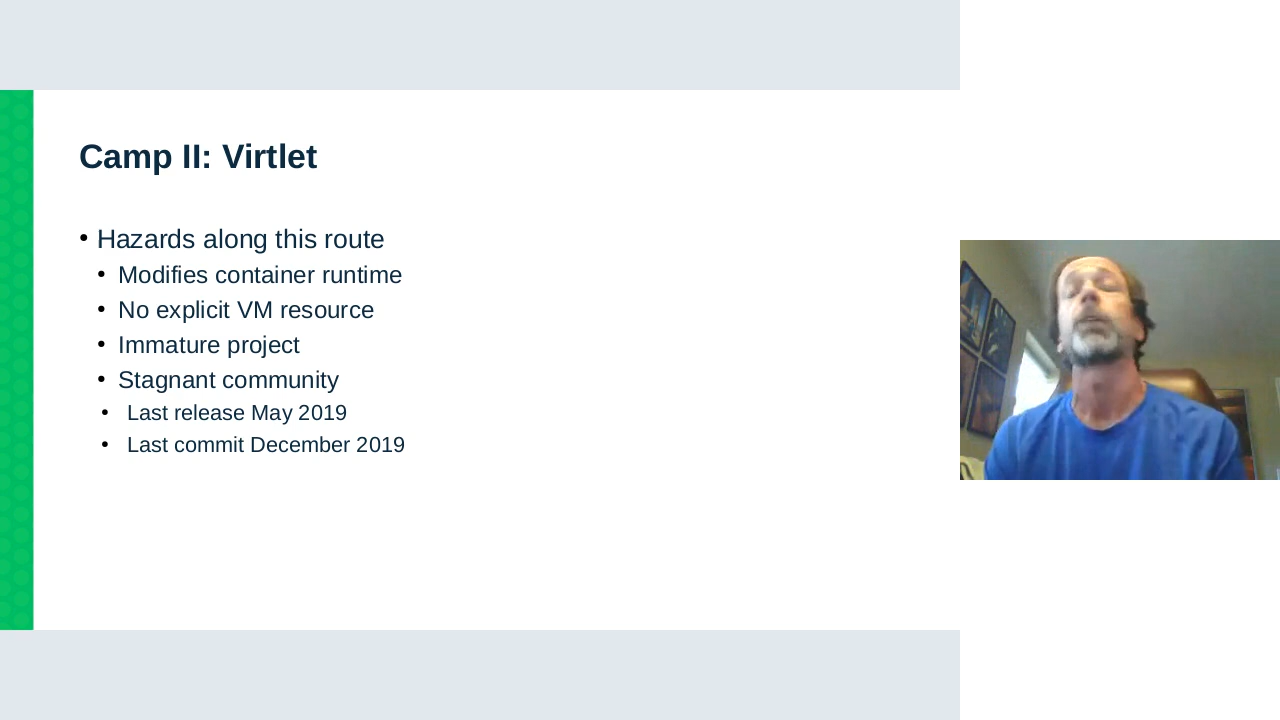 Camp II: Virtlet
• Hazards along this route
• Modifies container runtime
• No explicit VM resource
• Immature project
• Stagnant community
• Last release May 2019
• Last commit December 2019